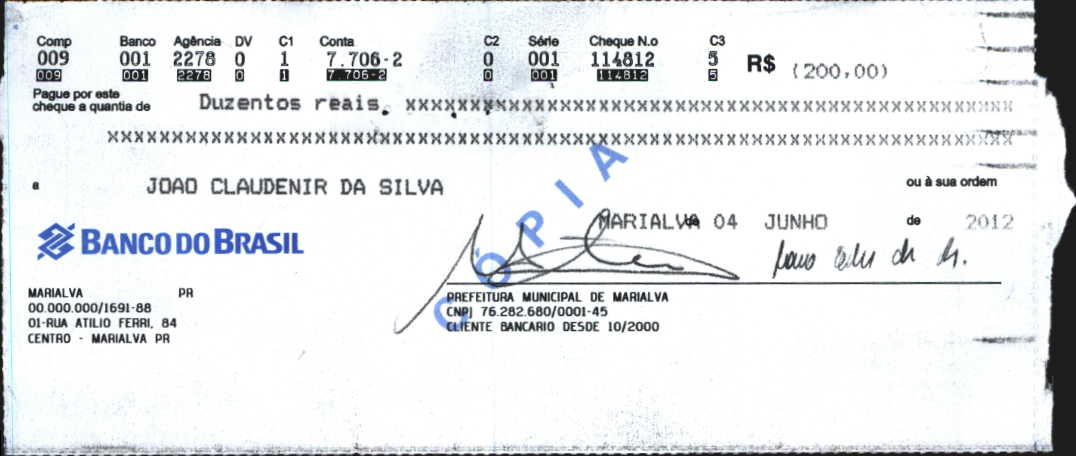 Comp Banco Agência DV C1 Conta C2 Série Cheque N.o C3
009 001 2278 0 1 7.706-2 0 001 114812 5 R$ (200,00)
009 001 2278 0 1 7.706-2 0 001 114812 5
Pague por este
cheque a quantia de Duzentos reais. xxxxxxxxxxxxxxxxxxxxxxxxxxxxxxxxxxxxxxxxxxxxxxx
xxxxxxxxxxxxxxxxxxxxxxxxxxxxxxxxxxxxxxxxxxxxxxxxxxxxxxxxxxxxxxxxxxxxxx
a JOAO CLAUDENIR DA SILVA ou à sua ordem
CÓPIA
MARIALVA de 04 JUNHO de 2012
BANCO DO BRASIL
MARIALVA PR
00.000.000/1691-88
01-RUA ATILIO FERRI, 84
CENTRO - MARIALVA PR
PREFEITURA MUNICIPAL DE MARIALVA
CNPJ 76.282.680/0001-45
CLIENTE BANCARIO DESDE 10/2000